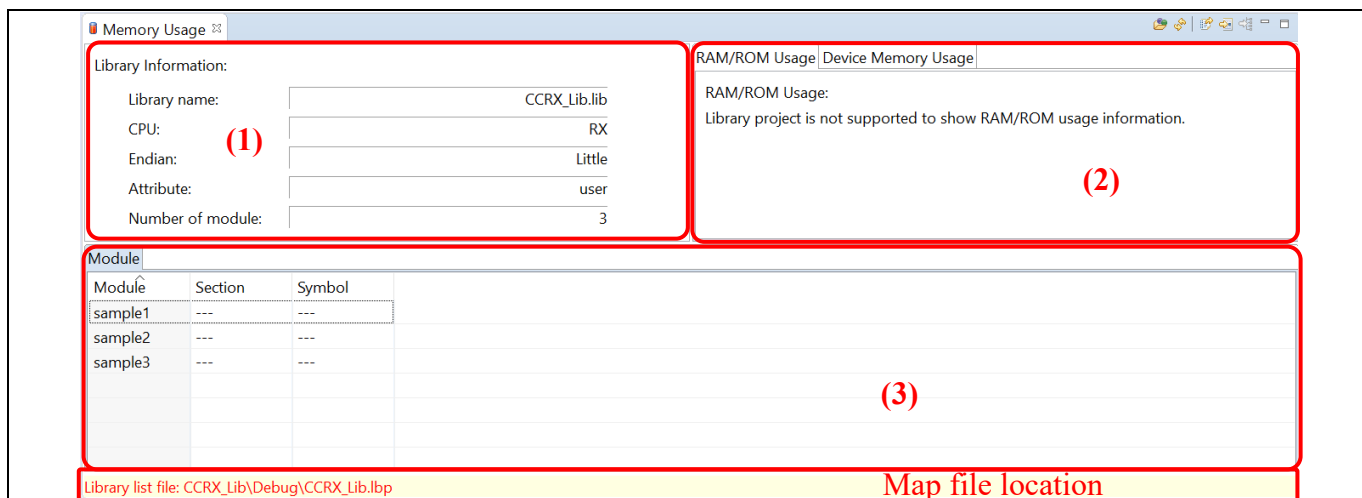 Memory Usage
Library Information:
Library name: CCRX_Lib.lib
CPU: RX
Endian: Little
Attribute: user
Number of module: 3
(1)
RAM/ROM Usage Device Memory Usage
RAM/ROM Usage:
Library project is not supported to show RAM/ROM usage information.
(2)
Module
Module Section Symbol
sample1 --- ---
sample2 --- ---
sample3 --- ---
(3)
Library list file: CCRX_Lib\Debug\CCRX_Lib.lbp
Map file location